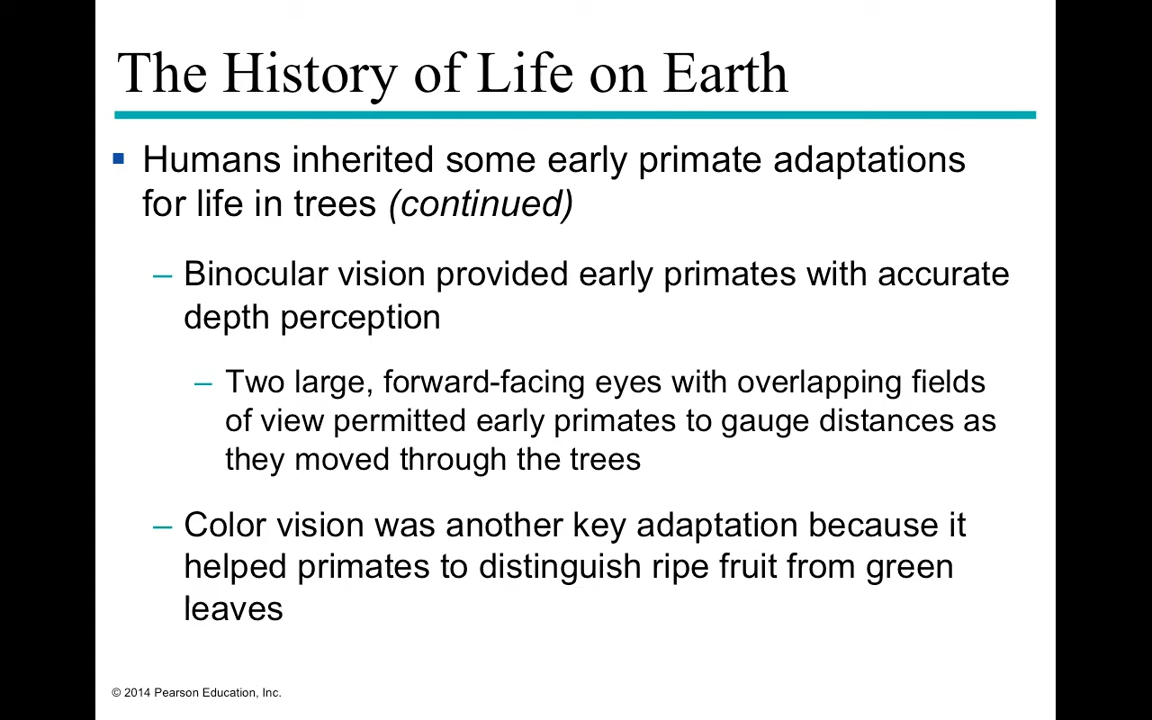 The History of Life on Earth
▪ Humans inherited some early primate adaptations
for life in trees (continued)
– Binocular vision provided early primates with accurate
depth perception
– Two large, forward-facing eyes with overlapping fields
of view permitted early primates to gauge distances as
they moved through the trees
– Color vision was another key adaptation because it
helped primates to distinguish ripe fruit from green
leaves
© 2014 Pearson Education, Inc.